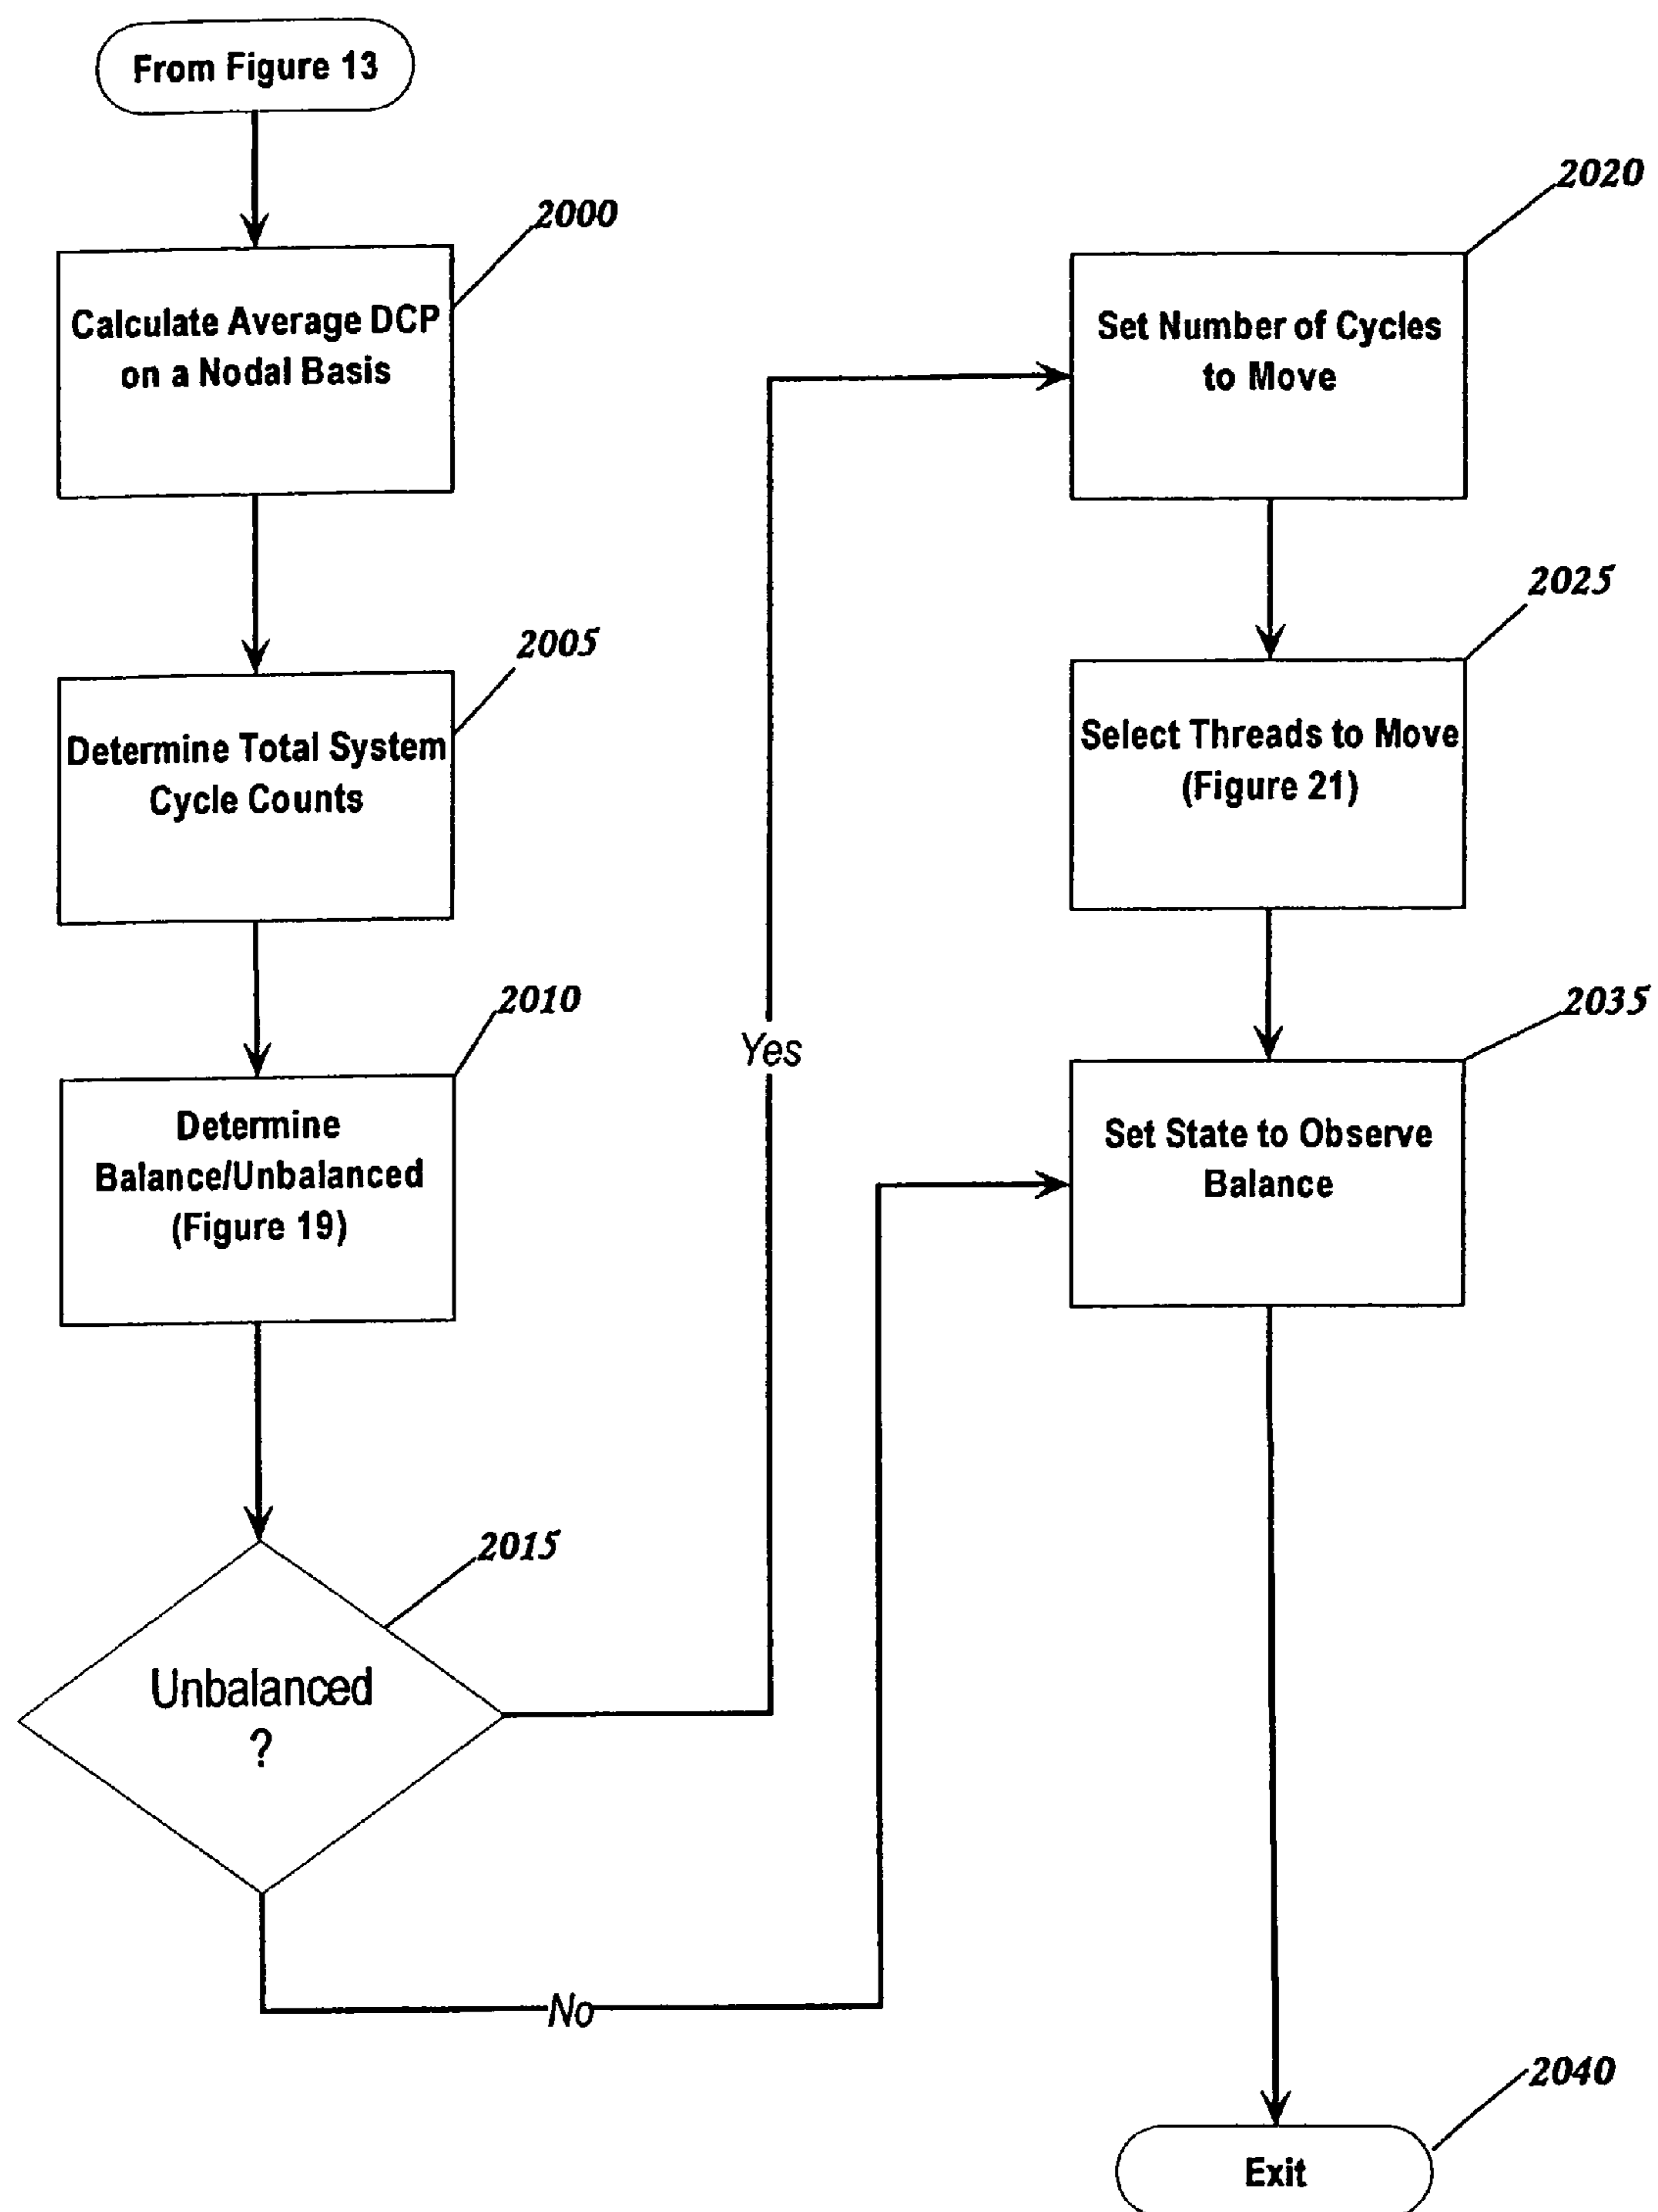 From Figure 13
2000
Calculate Average DCP
on a Nodal Basis
2005
Determine Total System
Cycle Counts
2010
Determine
Balance/Unbalanced
(Figure 19)
2015
Unbalanced
?
Yes
No
2020
Set Number of Cycles
to Move
2025
Select Threads to Move
(Figure 21)
2035
Set State to Observe
Balance
2040
Exit